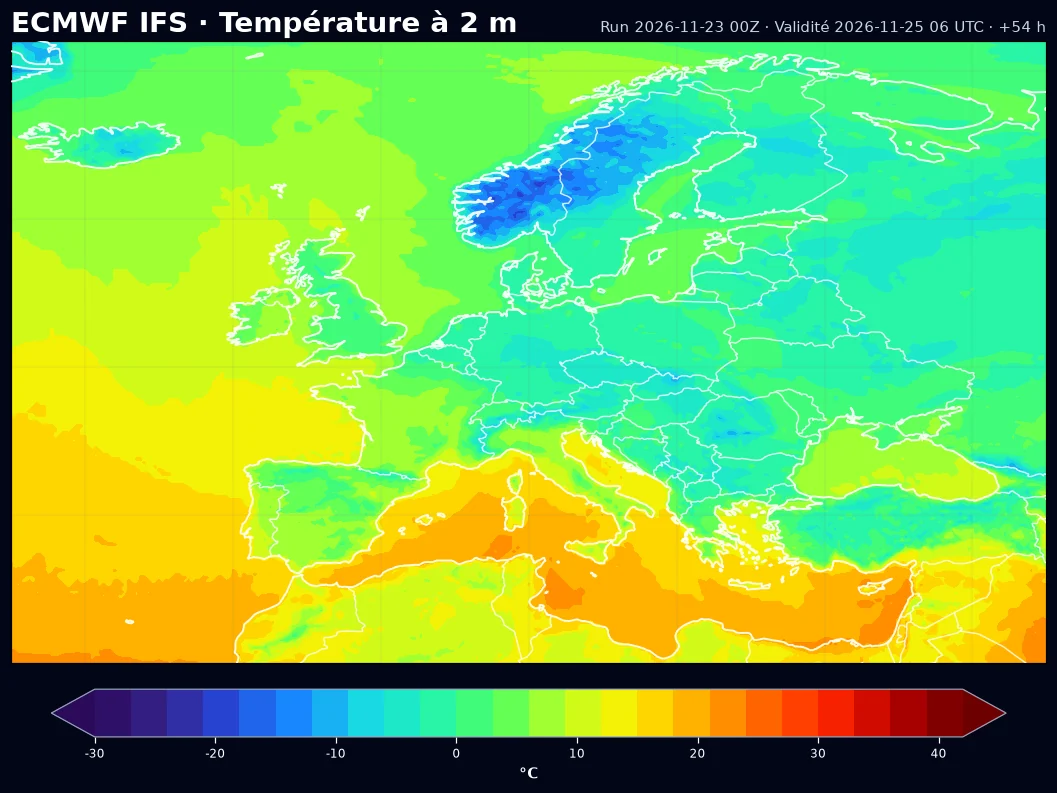 ECMWF IFS · Température à 2 m
Run 2026-11-23 00Z · Validité 2026-11-25 06 UTC · +54 h
-30 -20 -10 0 10 20 30 40
°C